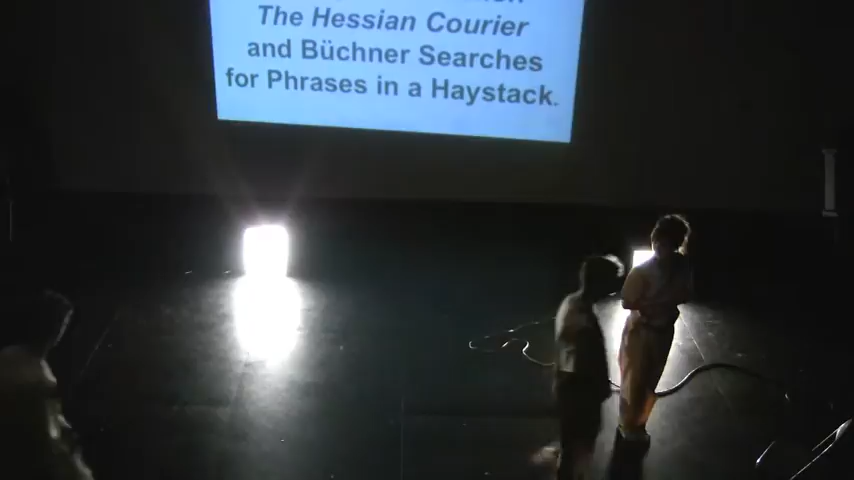 The Hessian Courier
and Büchner Searches
for Phrases in a Haystack.